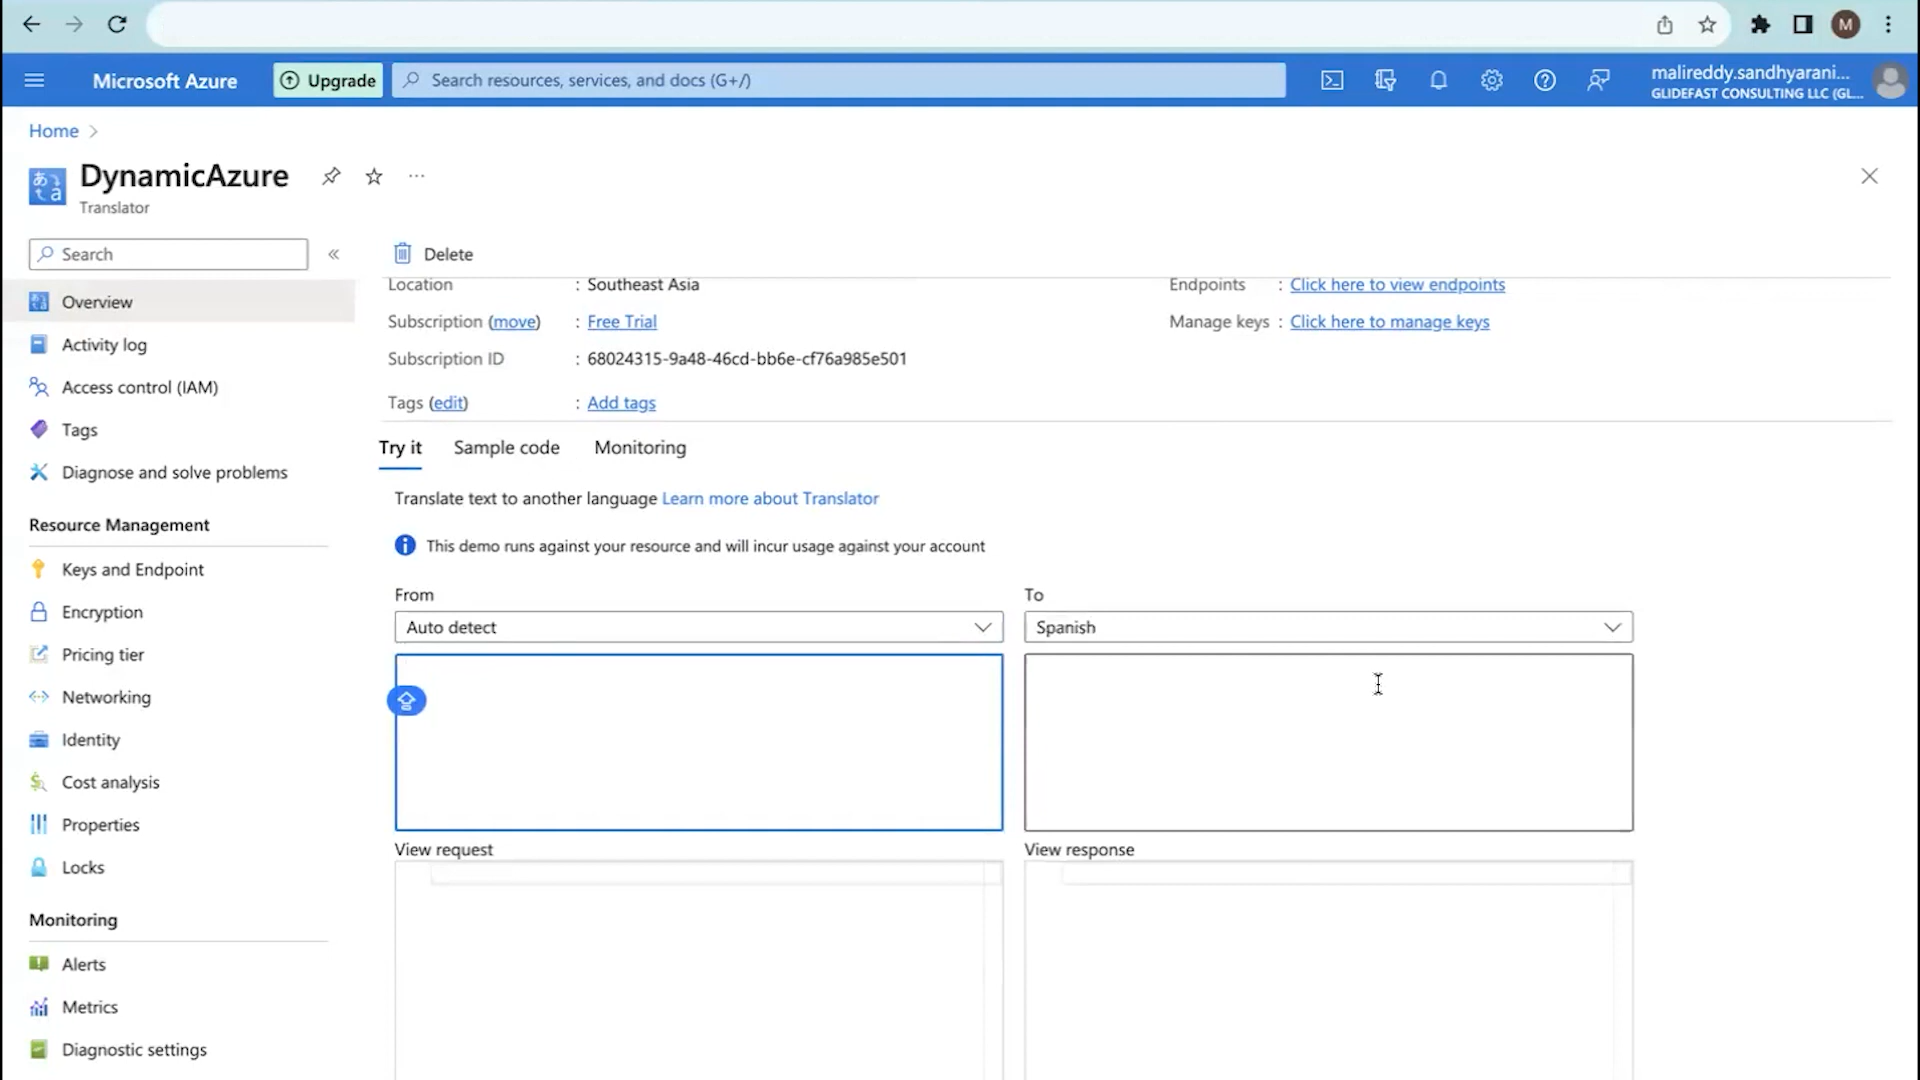 M
Microsoft Azure
Upgrade
Search resources, services, and docs (G+/)
malireddy.sandhyarani...
GLIDEFAST CONSULTING LLC (GL...
Home
DynamicAzure
...
Translator
Search
«
Delete
Overview
Activity log
Access control (IAM)
Tags
Diagnose and solve problems
Resource Management
Keys and Endpoint
Encryption
Pricing tier
Networking
Identity
Cost analysis
Properties
Locks
Monitoring
Alerts
Metrics
Diagnostic settings
Location : Southeast Asia
Subscription (move) : Free Trial
Subscription ID : 68024315-9a48-46cd-bb6e-cf76a985e501
Tags (edit) : Add tags
Endpoints : Click here to view endpoints
Manage keys : Click here to manage keys
Try it Sample code Monitoring
Translate text to another language Learn more about Translator
This demo runs against your resource and will incur usage against your account
From
Auto detect
To
Spanish
View request
View response